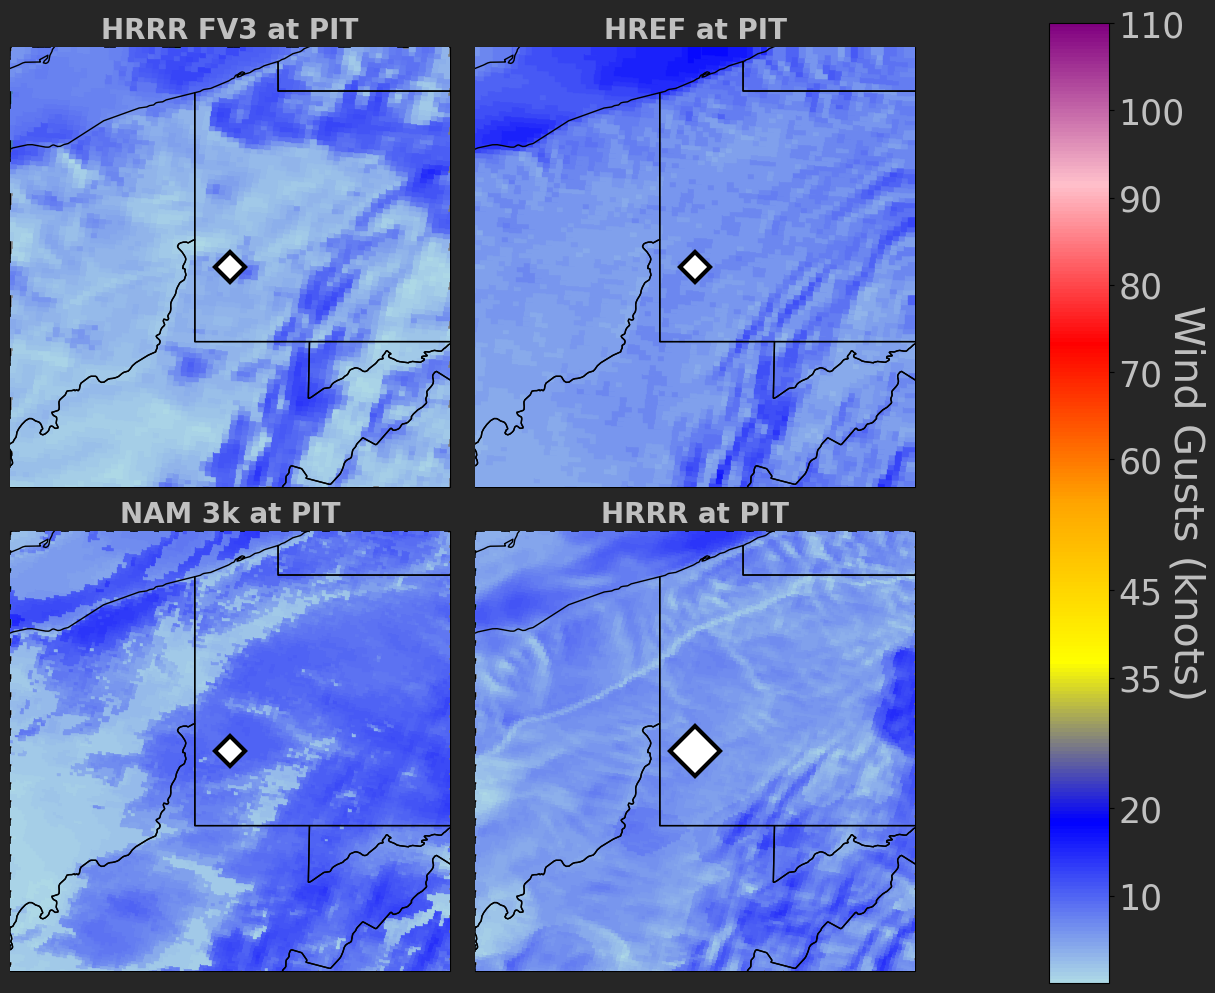 HRRR FV3 at PIT
HREF at PIT
NAM 3k at PIT
HRRR at PIT
110
100
90
80
70
60
45
35
20
10
Wind Gusts (knots)